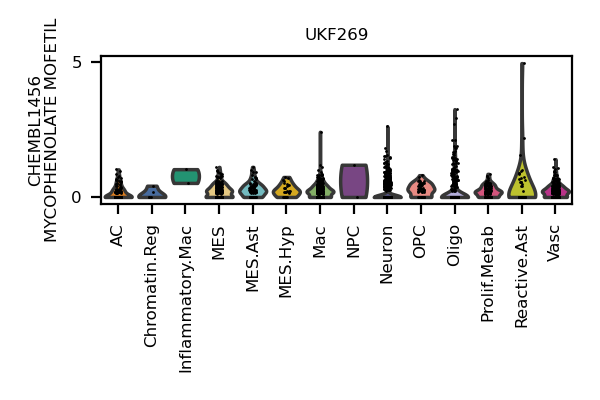 UKF269
CHEMBL1456
MYCOPHENOLATE MOFETIL
5
0
AC
Chromatin.Reg
Inflammatory.Mac
MES
MES.Ast
MES.Hyp
Mac
NPC
Neuron
OPC
Oligo
Prolif.Metab
Reactive.Ast
Vasc